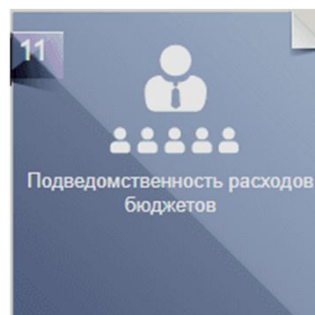 11
Подведомственность расходов
бюджетов